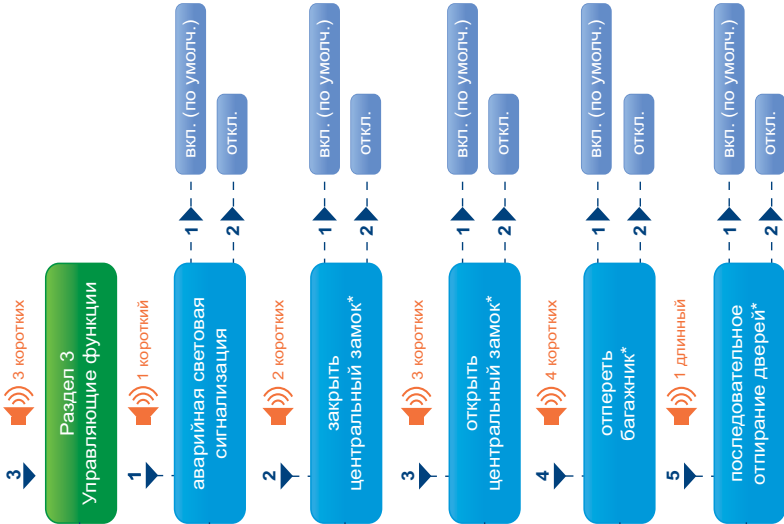 3
3 коротких
Раздел 3
Управляющие функции
1
1 короткий
аварийная световая
сигнализация
1
вкл. (по умолч.)
2
откл.
2
2 коротких
закрыть
центральный замок*
1
вкл. (по умолч.)
2
откл.
3
3 коротких
открыть
центральный замок*
1
вкл. (по умолч.)
2
откл.
4
4 коротких
отпереть
багажник*
1
вкл. (по умолч.)
2
откл.
5
1 длинный
последовательное
отпирание дверей*
1
вкл. (по умолч.)
2
откл.